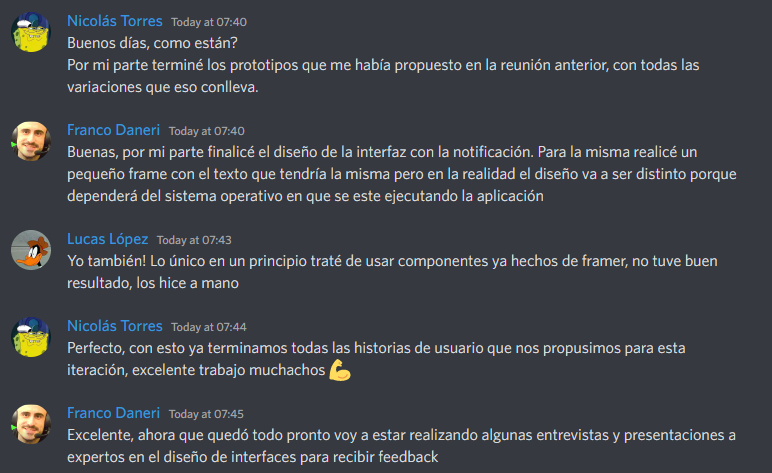 Nicolás Torres Today at 07:40
Buenos días, como están?
Por mi parte terminé los prototipos que me había propuesto en la reunión anterior, con todas las
variaciones que eso conlleva.
Franco Daneri Today at 07:40
Buenas, por mi parte finalicé el diseño de la interfaz con la notificación. Para la misma realicé un
pequeño frame con el texto que tendría la misma pero en la realidad el diseño va a ser distinto porque
dependerá del sistema operativo en que se este ejecutando la aplicación
Lucas López Today at 07:43
Yo también! Lo único en un principio traté de usar componentes ya hechos de framer, no tuve buen
resultado, los hice a mano
Nicolás Torres Today at 07:44
Perfecto, con esto ya terminamos todas las historias de usuario que nos propusimos para esta
iteración, excelente trabajo muchachos 💪
Franco Daneri Today at 07:45
Excelente, ahora que quedó todo pronto voy a estar realizando algunas entrevistas y presentaciones a
expertos en el diseño de interfaces para recibir feedback